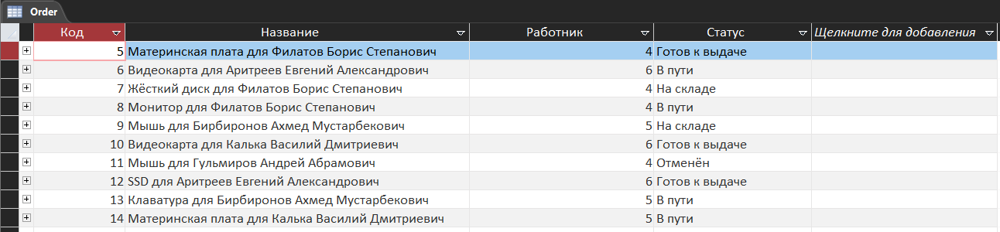 Order
Код Название Работник Статус Щелкните для добавления
5 Материнская плата для Филатов Борис Степанович 4 Готов к выдаче
6 Видеокарта для Аритреев Евгений Александрович 6 В пути
7 Жёсткий диск для Филатов Борис Степанович 4 На складе
8 Монитор для Филатов Борис Степанович 4 В пути
9 Мышь для Бирбиронов Ахмед Мустарбекович 5 На складе
10 Видеокарта для Калька Василий Дмитриевич 6 Готов к выдаче
11 Мышь для Гульмиров Андрей Абрамович 4 Отменён
12 SSD для Аритреев Евгений Александрович 6 Готов к выдаче
13 Клаватура для Бирбиронов Ахмед Мустарбекович 5 В пути
14 Материнская плата для Калька Василий Дмитриевич 5 В пути